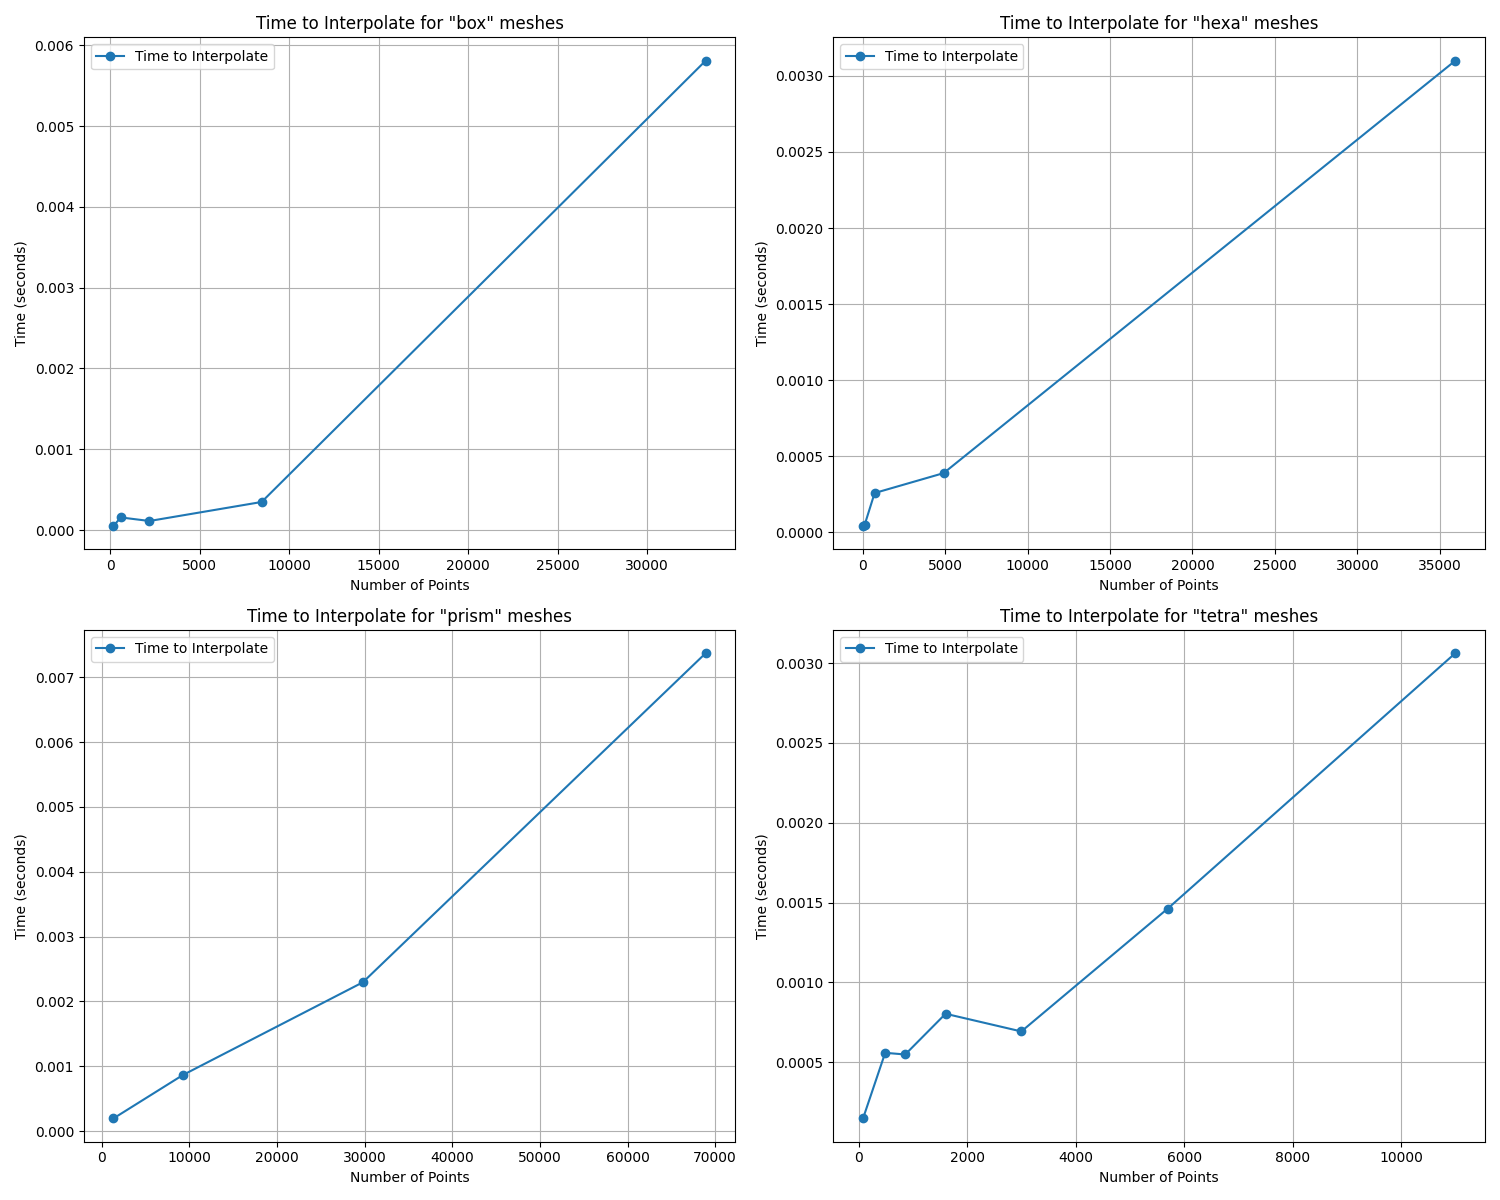 Time to Interpolate for "box" meshes
Time to Interpolate
0.006
0.005
0.004
0.003
0.002
0.001
0.000
Time (seconds)
0 5000 10000 15000 20000 25000 30000
Number of Points
Time to Interpolate for "hexa" meshes
Time to Interpolate
0.0030
0.0025
0.0020
0.0015
0.0010
0.0005
0.0000
Time (seconds)
0 5000 10000 15000 20000 25000 30000 35000
Number of Points
Time to Interpolate for "prism" meshes
Time to Interpolate
0.007
0.006
0.005
0.004
0.003
0.002
0.001
0.000
Time (seconds)
0 10000 20000 30000 40000 50000 60000 70000
Number of Points
Time to Interpolate for "tetra" meshes
Time to Interpolate
0.0030
0.0025
0.0020
0.0015
0.0010
0.0005
Time (seconds)
0 2000 4000 6000 8000 10000
Number of Points